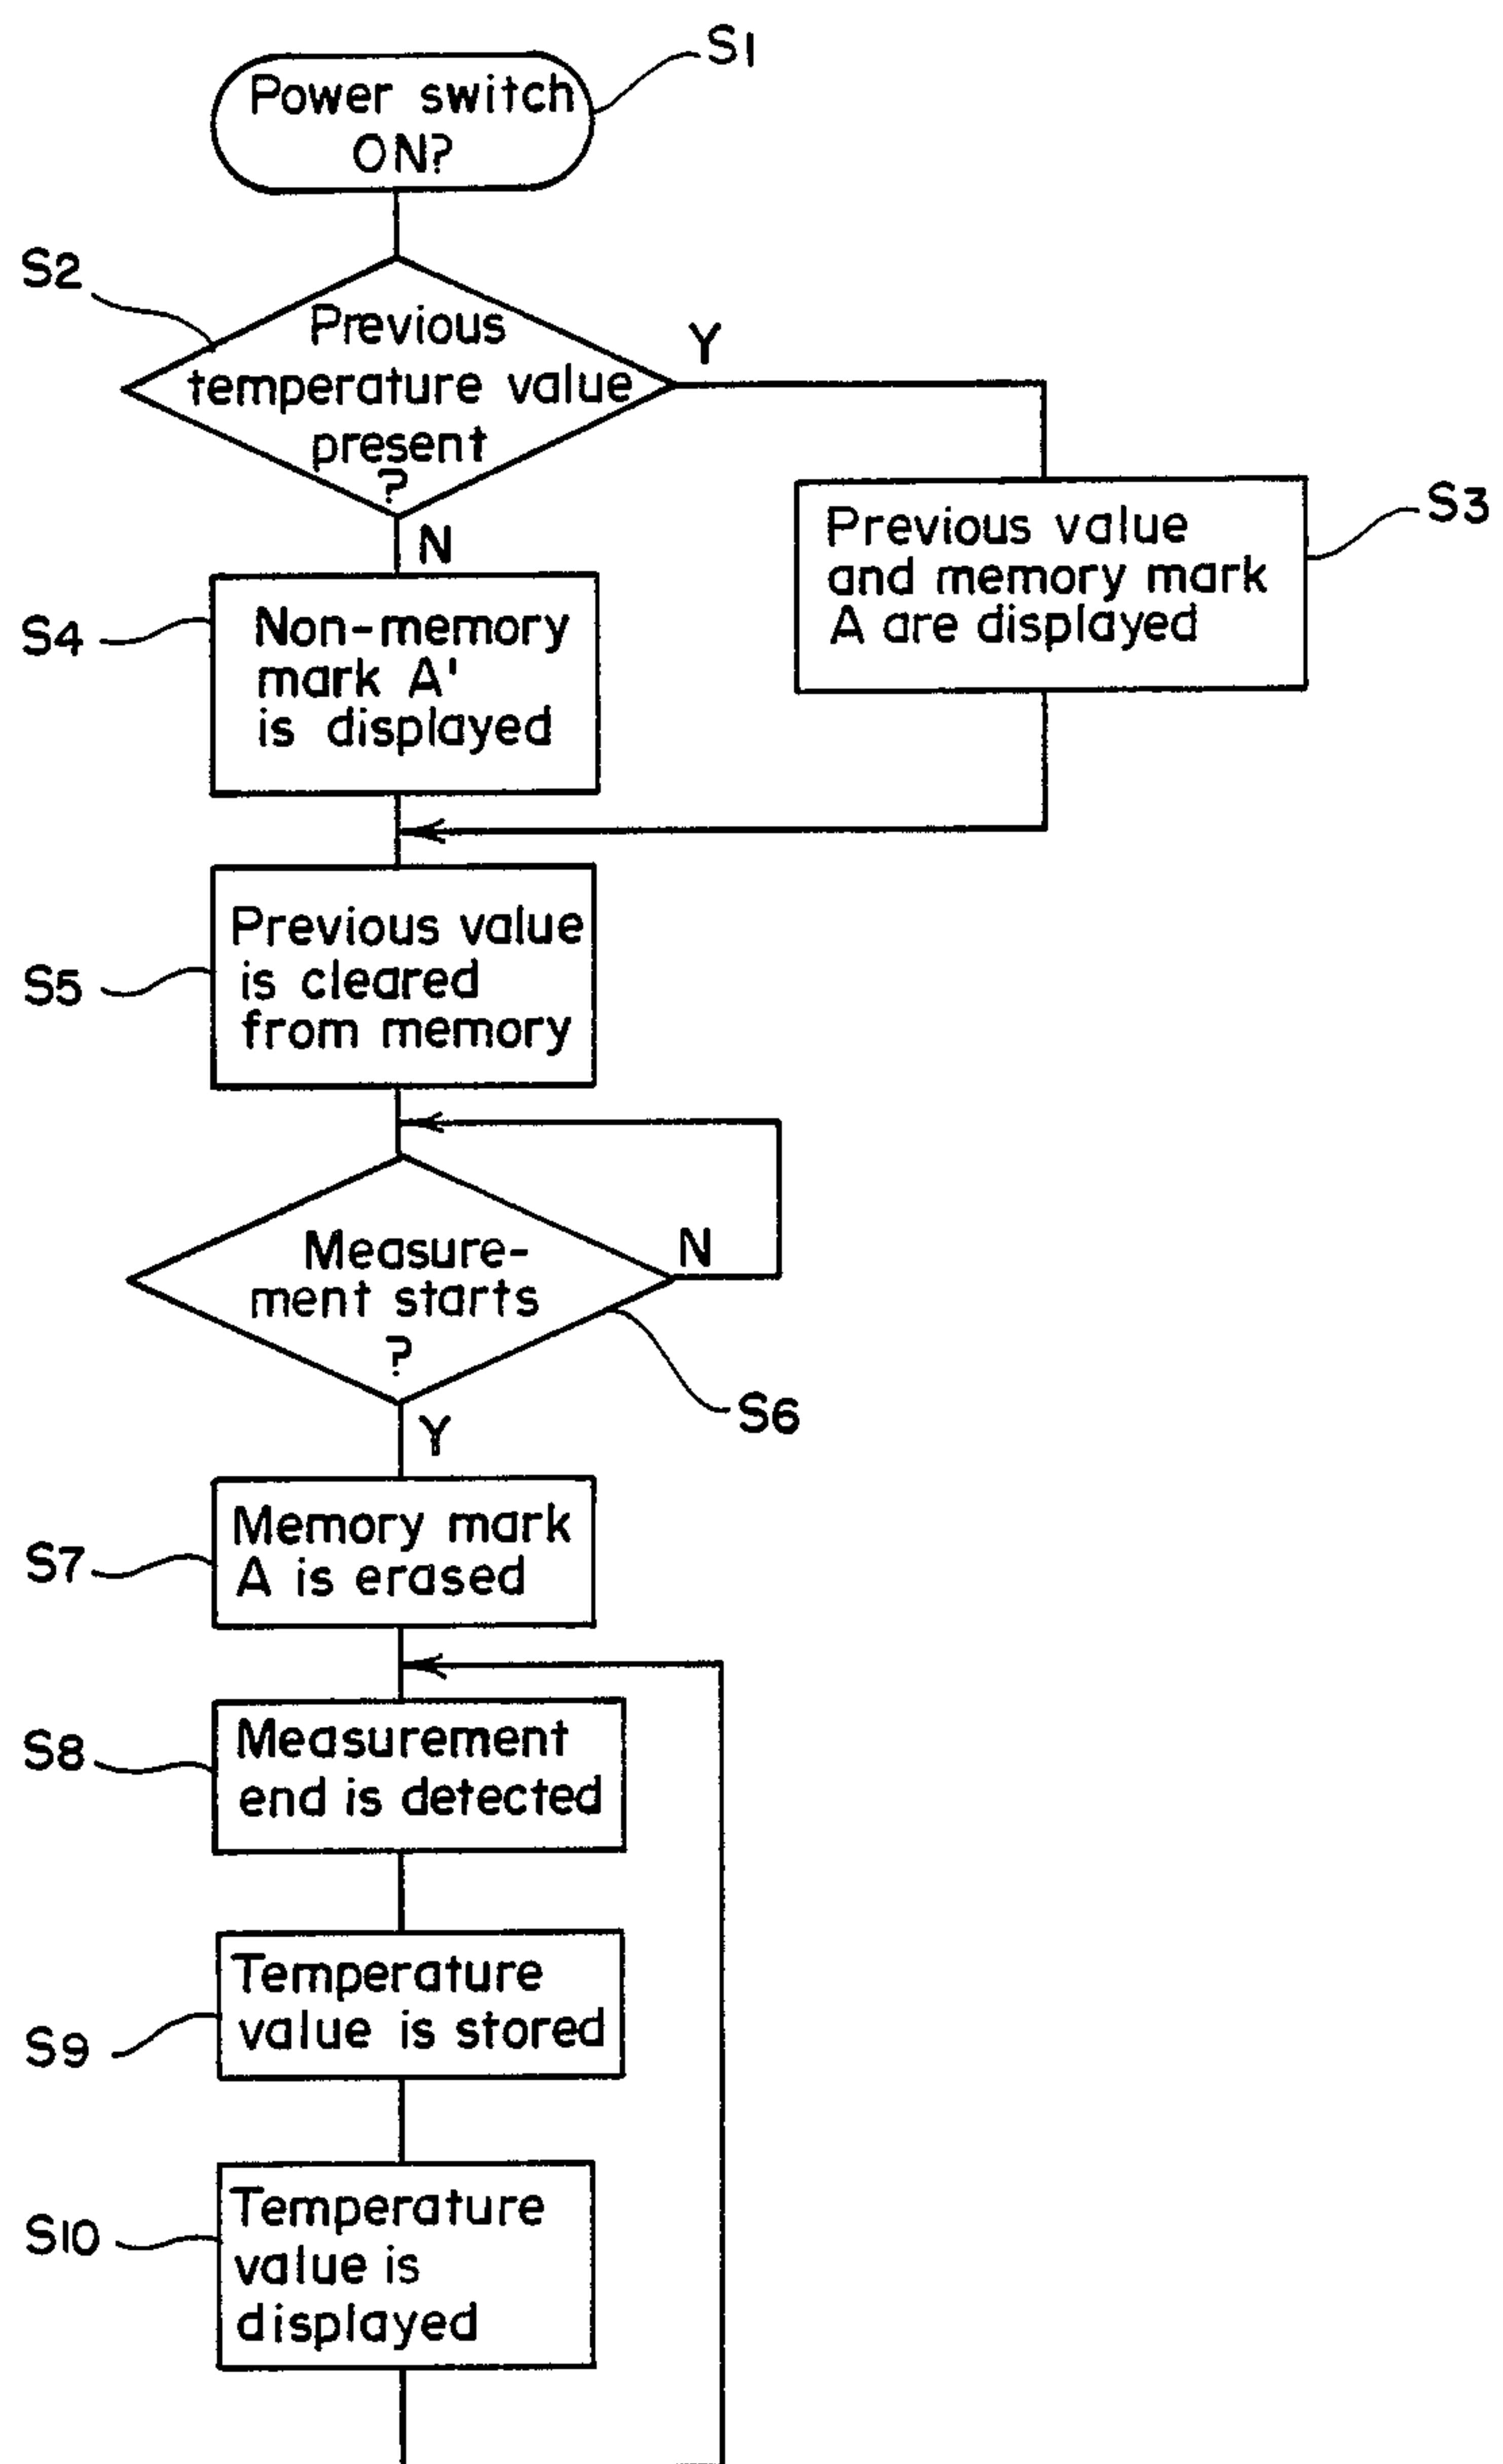 S1
Power switch
ON?
S2
Previous
temperature value
present
?
Y
N
S3
Previous value
and memory mark
A are displayed
S4
Non-memory
mark A'
is displayed
S5
Previous value
is cleared
from memory
Measure-
ment starts
?
N
S6
Y
S7
Memory mark
A is erased
S8
Measurement
end is detected
S9
Temperature
value is stored
S10
Temperature
value is
displayed